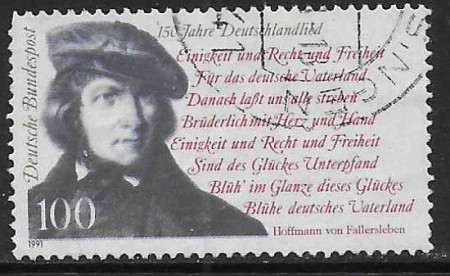 150 Jahre Deutschlandlied
Einigkeit und Recht und Freiheit
Für das deutsche Vaterland
Danach laßt uns alle streben
Brüderlich mit Herz und Hand
Einigkeit und Recht und Freiheit
Sind des Glückes Unterpfand
Blüh' im Glanze dieses Glückes
Blühe deutsches Vaterland
Hoffmann von Fallersleben
Deutsche Bundespost
100
1991